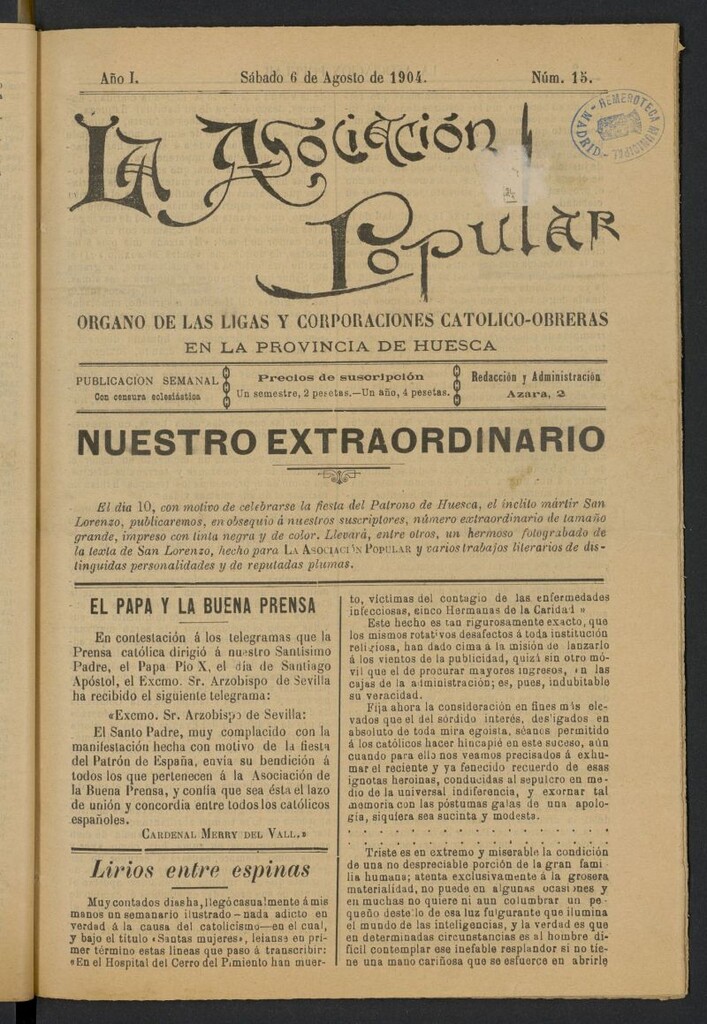 Año I.
Sábado 6 de Agosto de 1904.
Núm. 15.
HEMEROTECA MUNICIPAL
MADRID
LA ASOCIACIÓN
POPULAR
ORGANO DE LAS LIGAS Y CORPORACIONES CATOLICO-OBRERAS
EN LA PROVINCIA DE HUESCA
PUBLICACION SEMANAL
Con censura eclesiástica
Precios de suscripción
Un semestre, 2 pesetas.—Un año, 4 pesetas.
Redacción y Administración
Azara, 2
NUESTRO EXTRAORDINARIO
El dia 10, con motivo de celebrarse la fiesta del Patrono de Huesca, el inclito mártir San
Lorenzo, publicaremos, en obsequio á nuestros suscriptores, número extraordinario de tamaño
grande, impreso con tinta negra y de color. Llevará, entre otros, un hermoso fotograbado de
la testa de San Lorenzo, hecho para LA ASOCIACIÓN POPULAR y varios trabajos literarios de dis-
tinguidas personalidades y de reputadas plumas.
EL PAPA Y LA BUENA PRENSA
En contestación á los telegramas que la
Prensa católica dirigió á nuestro Santísimo
Padre, el Papa Pío X, el día de Santiago
Apóstol, el Excmo. Sr. Arzobispo de Sevilla
ha recibido el siguiente telegrama:
«Excmo. Sr. Arzobispo de Sevilla:
El Santo Padre, muy complacido con la
manifestación hecha con motivo de la fiesta
del Patrón de España, envía su bendición á
todos los que pertenecen á la Asociación de
la Buena Prensa, y confía que sea ésta el lazo
de unión y concordia entre todos los católicos
españoles.
CARDENAL MERRY DEL VALL.»
Lirios entre espinas
Muy contados dias ha, llegó casualmente á mis
manos un semanario ilustrado—nada adicto en
verdad á la causa del catolicismo—en el cual,
y bajo el titulo «Santas mujeres», leianse en pri-
mer término estas líneas que paso á transcribir:
«En el Hospital del Cerro del Pimiento han muer-
to, víctimas del contagio de las enfermedades
infecciosas, cinco Hermanas de la Caridad »
Este hecho es tan rigurosamente exacto, que
los mismos rotativos desafectos á toda institución
religiosa, han dado cima á la misión de lanzarlo
á los vientos de la publicidad, quizá sin otro mó-
vil que el de procurar mayores ingresos, en las
cajas de la administración; es, pues, indubitable
su veracidad.
Fija ahora la consideración en fines más ele-
vados que el del sórdido interés, desligados en
absoluto de toda mira egoista, séanos permitido
á los católicos hacer hincapié en este suceso, aún
cuando para ello nos veamos precisados á exhu-
mar el reciente y ya fenecido recuerdo de esas
ignotas heroinas, conducidas al sepulcro en me-
dio de la universal indiferencia, y exornar tal
memoria con las póstumas galas de una apolo-
gia, siquiera sea sucinta y modesta.
. . . . . . . . . . . . . . . . . . .
Triste es en extremo y miserable la condición
de una no despreciable porción de la gran fami
lia humana; atenta exclusivamente á la grosera
materialidad, no puede en algunas ocasiones y
en muchas no quiere ni aun columbrar un pe
queño destello de esa luz fulgurante que ilumina
el mundo de las inteligencias, y la verdad es que
en determinadas circunstancias es al hombre di-
fícil contemplar ese inefable resplandor si no tie-
ne una mano cariñosa que se esfuerce en abrirle